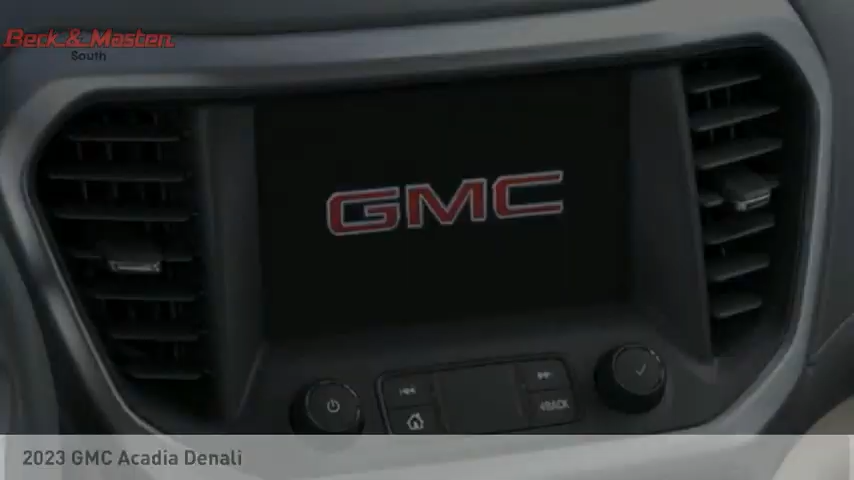 Beck & Masten
South
GMC
BACK
2023 GMC Acadia Denali